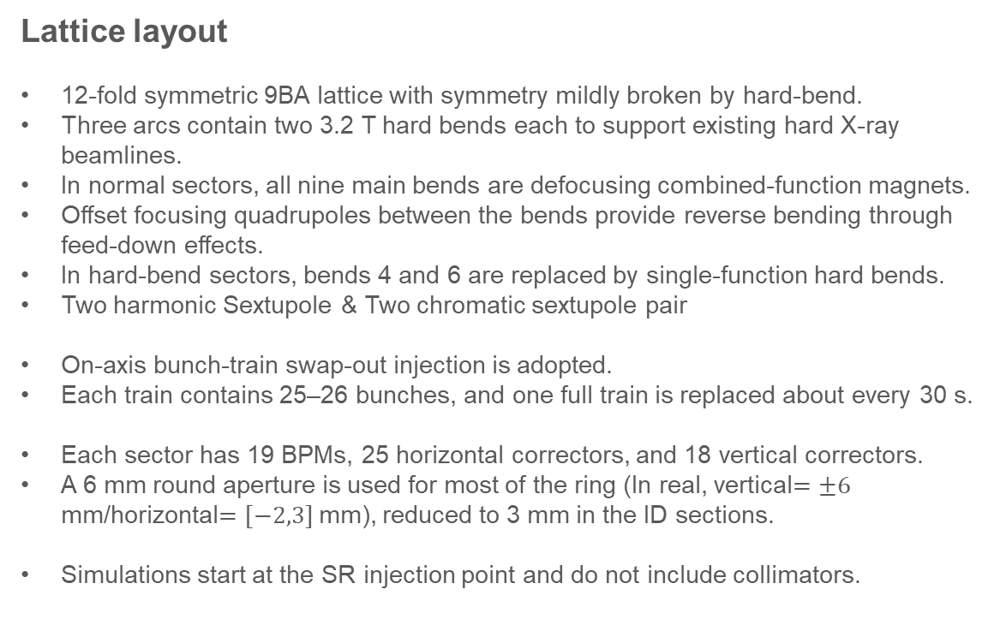 Lattice layout
• 12-fold symmetric 9BA lattice with symmetry mildly broken by hard-bend.
• Three arcs contain two 3.2 T hard bends each to support existing hard X-ray
beamlines.
• In normal sectors, all nine main bends are defocusing combined-function magnets.
• Offset focusing quadrupoles between the bends provide reverse bending through
feed-down effects.
• In hard-bend sectors, bends 4 and 6 are replaced by single-function hard bends.
• Two harmonic Sextupole & Two chromatic sextupole pair
• On-axis bunch-train swap-out injection is adopted.
• Each train contains 25–26 bunches, and one full train is replaced about every 30 s.
• Each sector has 19 BPMs, 25 horizontal correctors, and 18 vertical correctors.
• A 6 mm round aperture is used for most of the ring (In real, vertical= ±6
mm/horizontal= [−2,3] mm), reduced to 3 mm in the ID sections.
• Simulations start at the SR injection point and do not include collimators.